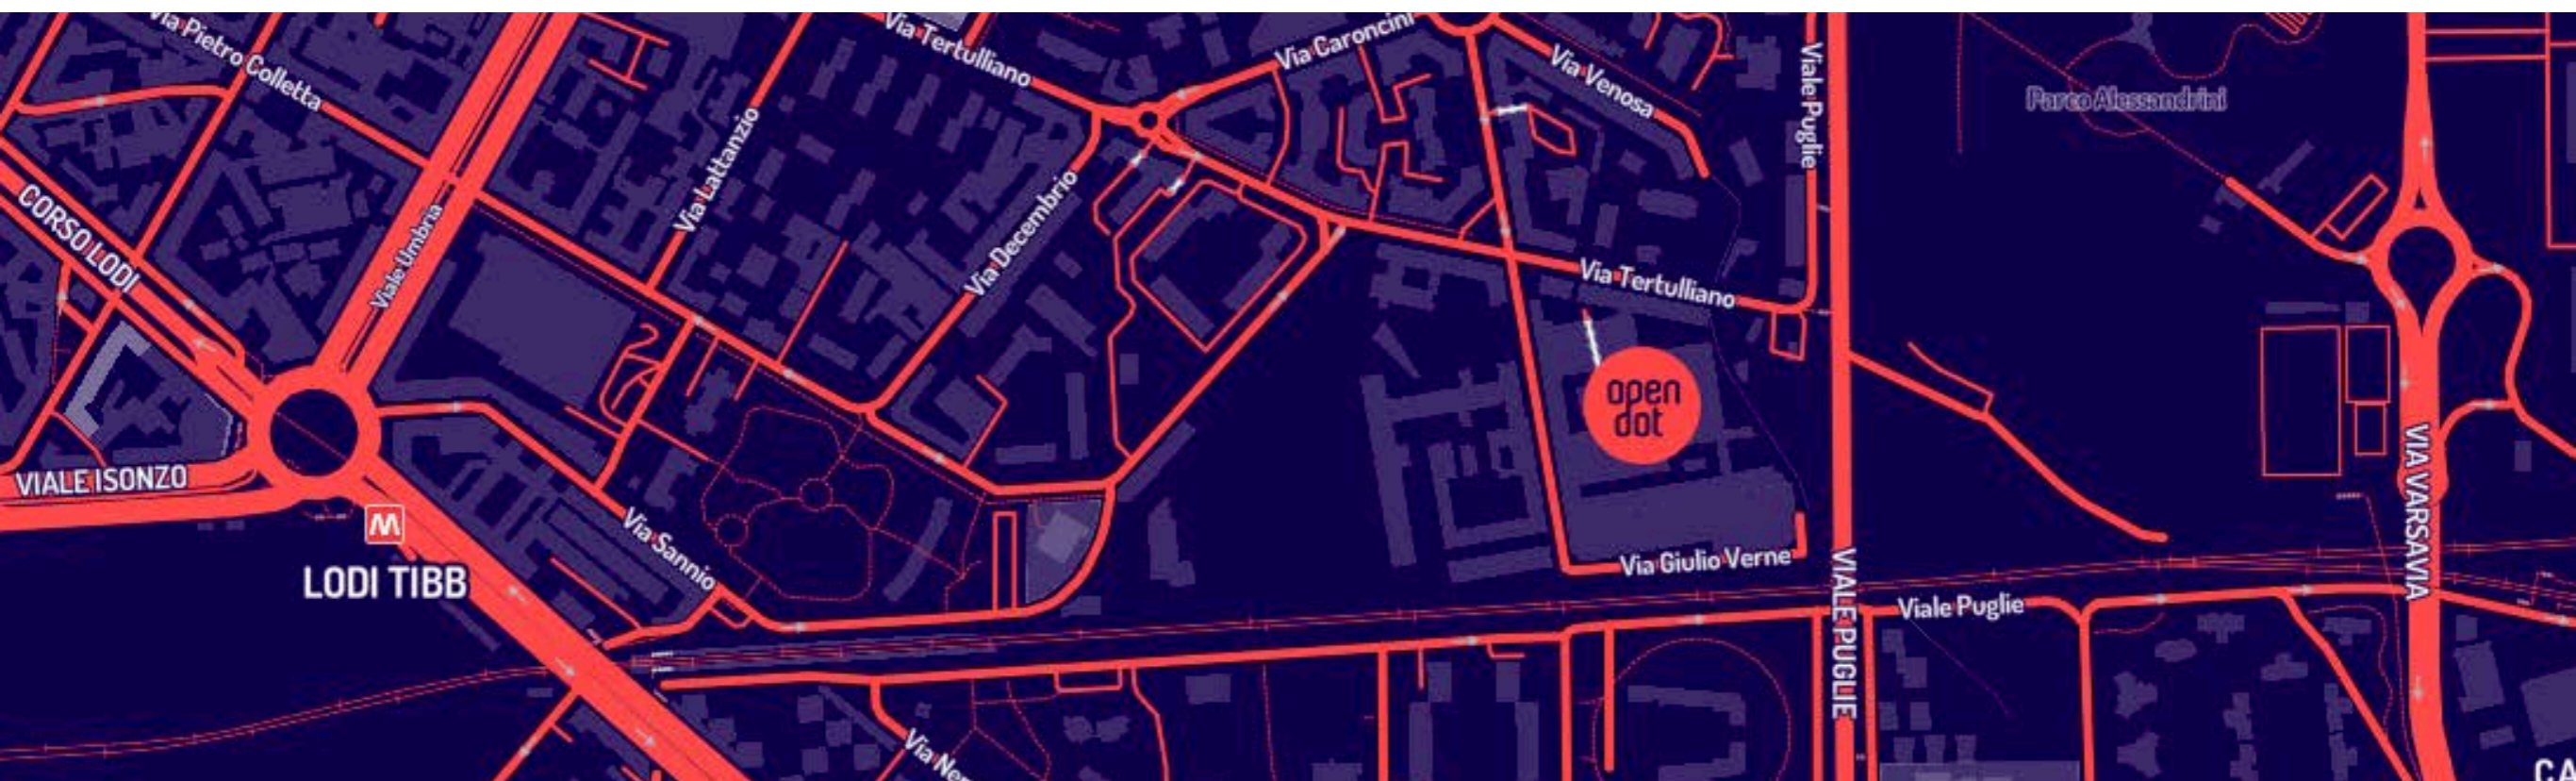 Via Pietro Colletta
Via Tertulliano
Via Caroncini
Via Venosa
Viale Puglie
Parco Alessandrini
Via Lattanzio
Via Decembrio
CORSO LODI
Viale Umbria
Via Tertulliano
open
dot
VIALE ISONZO
M
LODI TIBB
Via Sannio
Via Giulio Verne
VIALE PUGLIE
Viale Puglie
VIA VARSAVIA